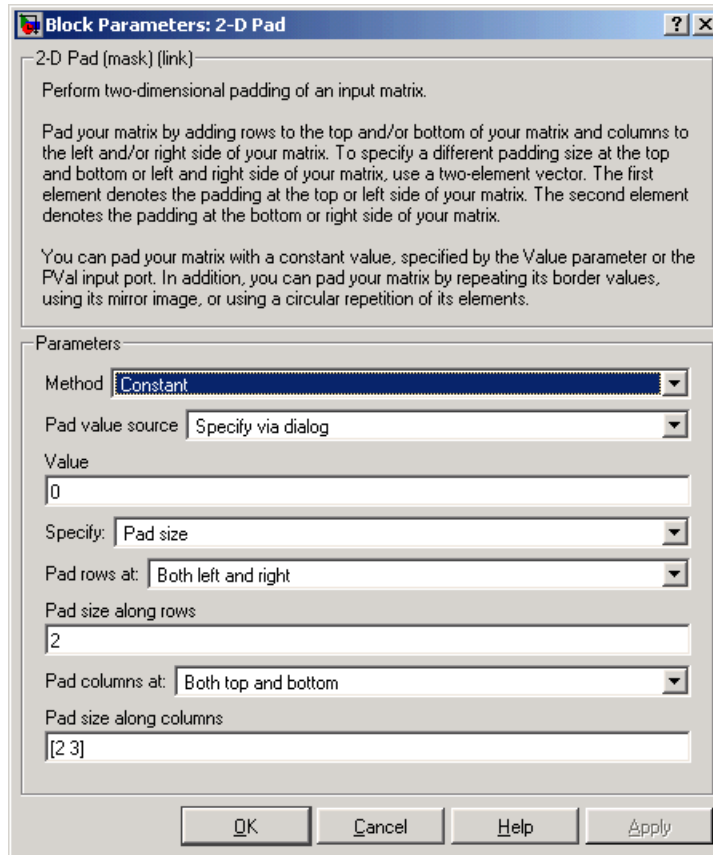 Block Parameters: 2-D Pad
2-D Pad (mask) (link)
Perform two-dimensional padding of an input matrix.
Pad your matrix by adding rows to the top and/or bottom of your matrix and columns to
the left and/or right side of your matrix. To specify a different padding size at the top
and bottom or left and right side of your matrix, use a two-element vector. The first
element denotes the padding at the top or left side of your matrix. The second element
denotes the padding at the bottom or right side of your matrix.
You can pad your matrix with a constant value, specified by the Value parameter or the
PVal input port. In addition, you can pad your matrix by repeating its border values,
using its mirror image, or using a circular repetition of its elements.
Parameters
Method Constant
Pad value source Specify via dialog
Value
0
Specify: Pad size
Pad rows at: Both left and right
Pad size along rows
2
Pad columns at: Both top and bottom
Pad size along columns
[2 3]
OK Cancel Help Apply